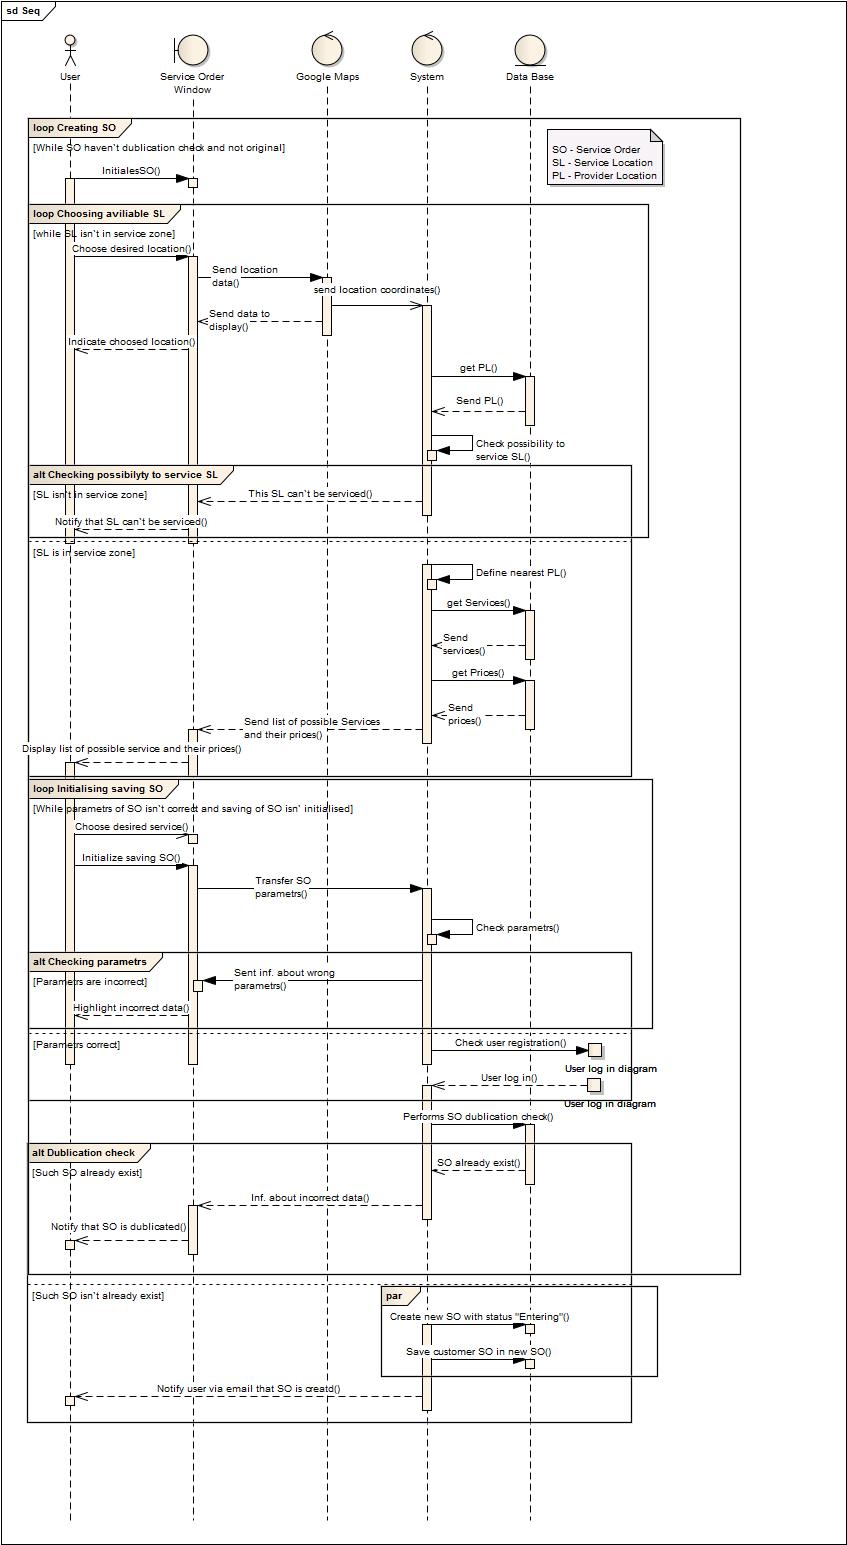 sd Seq
User
Service Order
Window
Google Maps
System
Data Base
loop Creating SO
[While SO haven`t dublication check and not original]
SO - Service Order
SL - Service Location
PL - Provider Location
InitialesSO()
loop Choosing aviliable SL
[while SL isn`t in service zone]
Choose desired location()
Send location
data()
send location coordinates()
Send data to
display()
Indicate choosed location()
get PL()
Send PL()
Check possibility to
service SL()
alt Checking possibilyty to service SL
[SL isn`t in service zone]
This SL can`t be serviced()
Notify that SL can`t be serviced()
[SL is in service zone]
Define nearest PL()
get Services()
Send
services()
get Prices()
Send
prices()
Send list of possible Services
and their prices()
Display list of possible service and their prices()
loop Initialising saving SO
[While parametrs of SO isn`t correct and saving of SO isn` initialised]
Choose desired service()
Initialize saving SO()
Transfer SO
parametrs()
Check parametrs()
alt Checking parametrs
[Parametrs are incorrect]
Sent inf. about wrong
parametrs()
Highlight incorrect data()
[Parametrs correct]
Check user registration()
User log in diagram
User log in()
User log in diagram
Performs SO dublication check()
alt Dublication check
[Such SO already exist]
SO already exist()
Inf. about incorrect data()
Notify that SO is dublicated()
[Such SO isn`t already exist]
par
Create new SO with status "Entering"()
Save customer SO in new SO()
Notify user via email that SO is creatd()